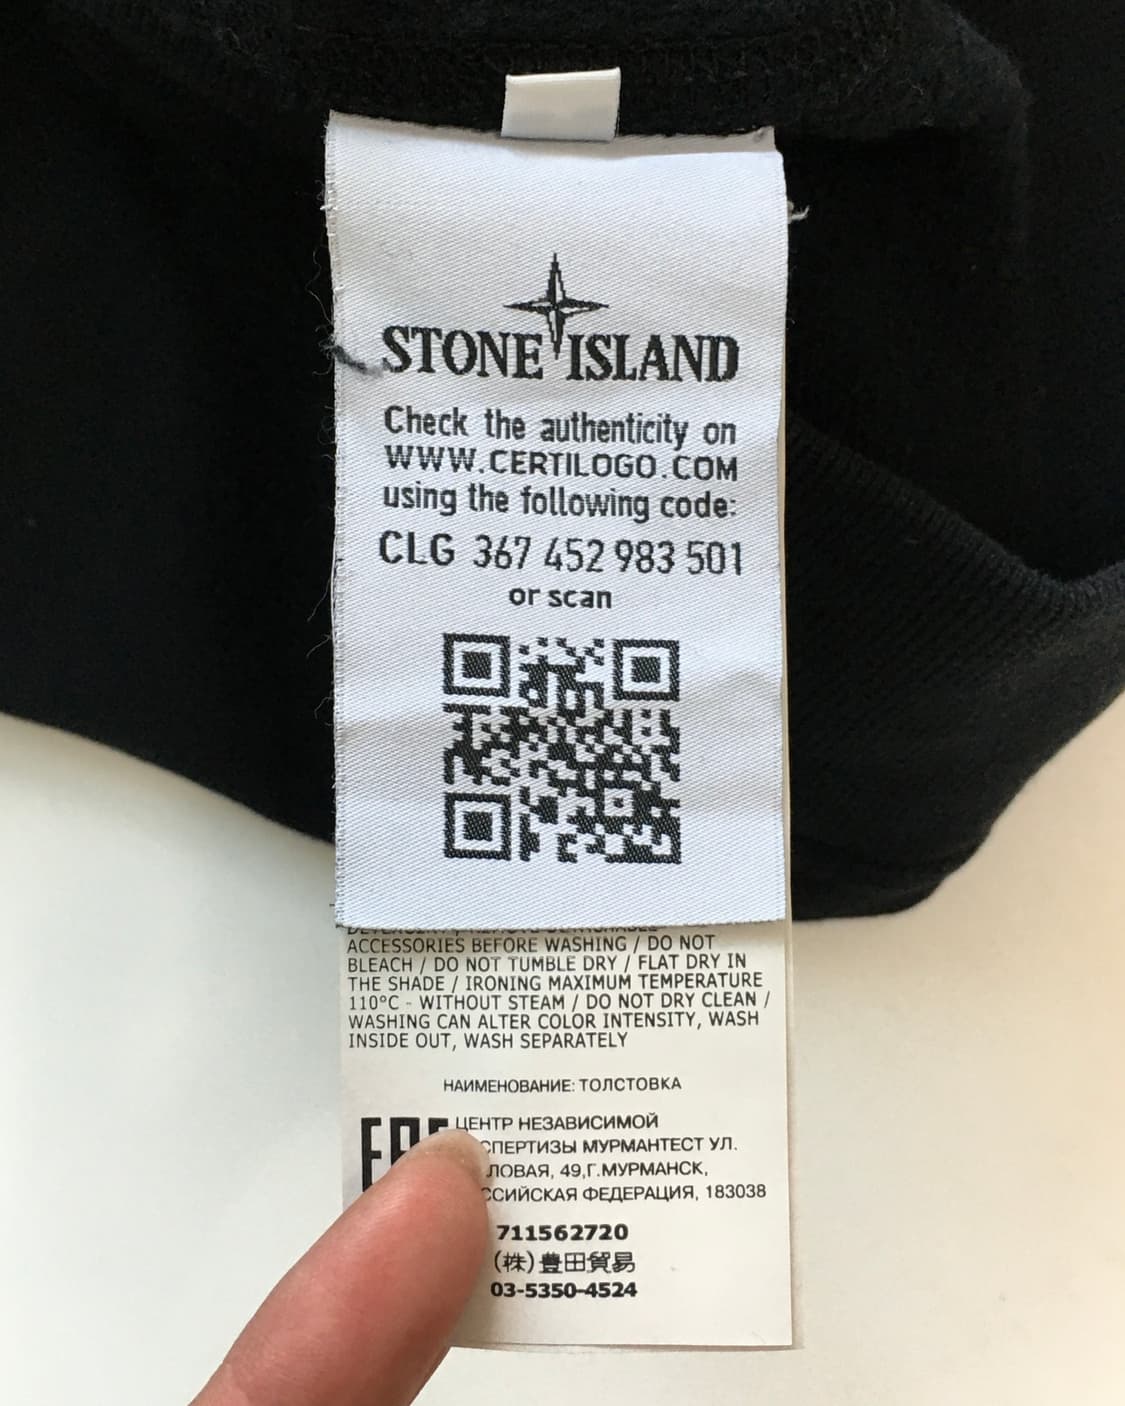 STONE ISLAND
Check the authenticity on
WWW.CERTILOGO.COM
using the following code:
CLG 367 452 983 501
or scan
ACCESSORIES BEFORE WASHING / DO NOT
BLEACH / DO NOT TUMBLE DRY / FLAT DRY IN
THE SHADE / IRONING MAXIMUM TEMPERATURE
110°C - WITHOUT STEAM / DO NOT DRY CLEAN /
WASHING CAN ALTER COLOR INTENSITY, WASH
INSIDE OUT, WASH SEPARATELY
НАИМЕНОВАНИЕ: ТОЛСТОВКА
ЦЕНТР НЕЗАВИСИМОЙ
МУРМАНТЕСТ УЛ.
49,Г.МУРМАНСК,
ФЕДЕРАЦИЯ, 183038
711562720
(株)豊田貿易
03-5350-4524